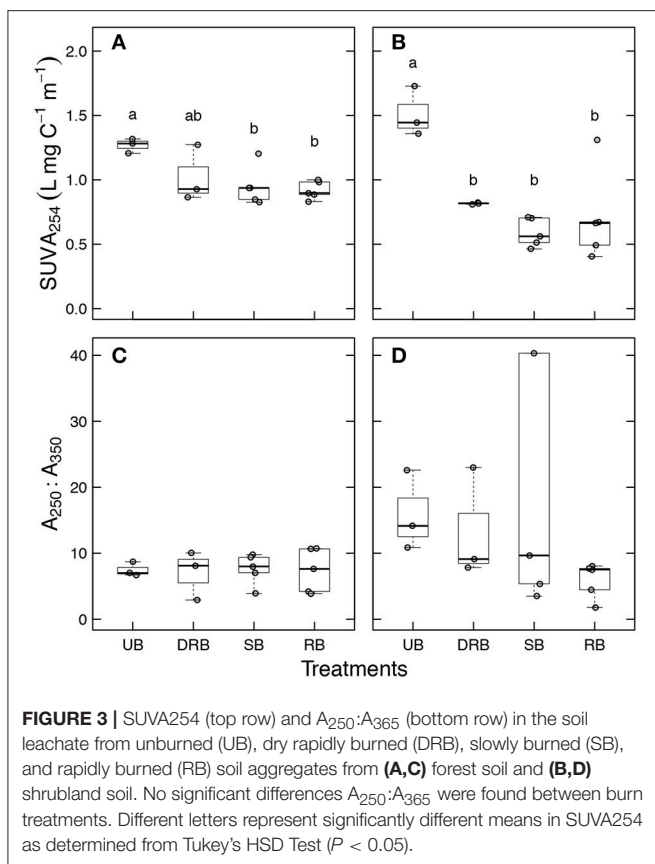 A
B
2.0
1.5
1.0
0.5
0.0
SUVA254 (L mg C−1 m−1)
a
ab
b
b
a
b
b
b
C
D
40
30
20
10
0
A250 : A350
UB DRB SB RB
UB DRB SB RB
Treatments
FIGURE 3 | SUVA254 (top row) and A250:A365 (bottom row) in the soil
leachate from unburned (UB), dry rapidly burned (DRB), slowly burned (SB),
and rapidly burned (RB) soil aggregates from (A,C) forest soil and (B,D)
shrubland soil. No significant differences A250:A365 were found between burn
treatments. Different letters represent significantly different means in SUVA254
as determined from Tukey's HSD Test (P < 0.05).